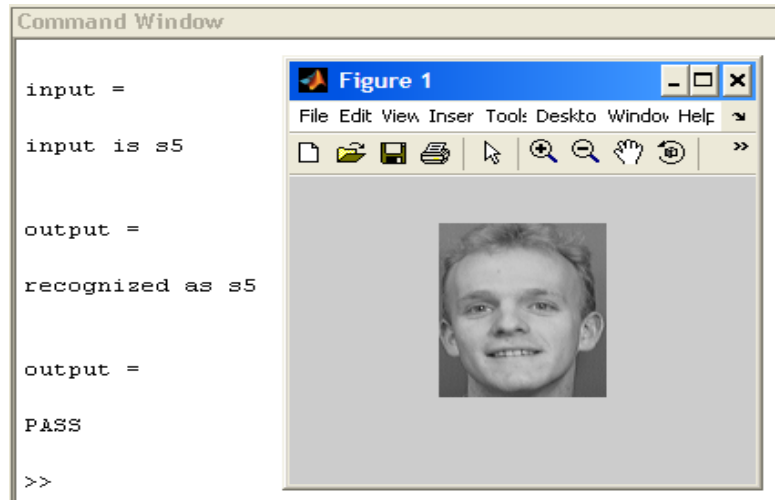 Command Window
input =
input is s5
output =
recognized as s5
output =
PASS
>>
Figure 1
File Edit View Inser Tools Deskto Window Help
»